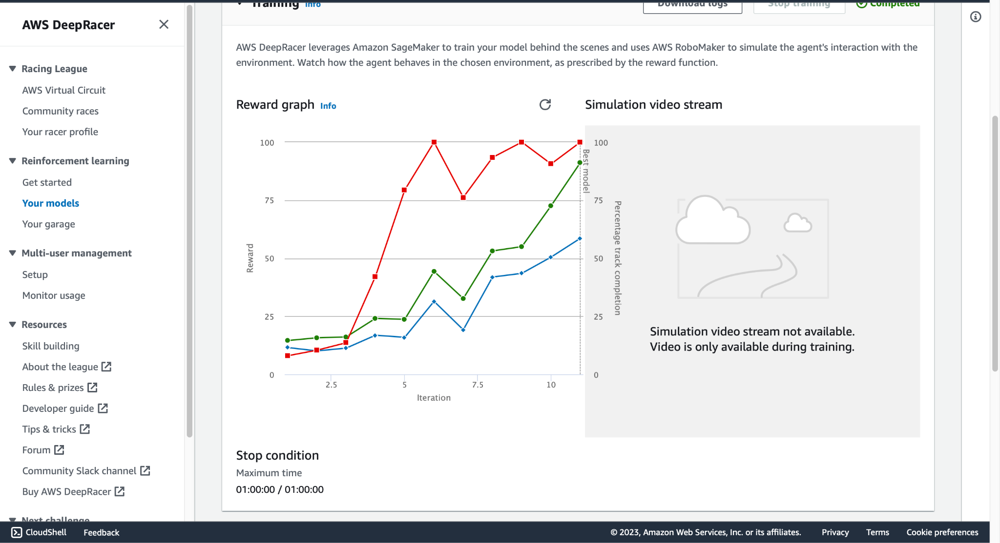 Training Info
Download logs
Stop training
Completed
AWS DeepRacer
Racing League
AWS Virtual Circuit
Community races
Your racer profile
Reinforcement learning
Get started
Your models
Your garage
Multi-user management
Setup
Monitor usage
Resources
Skill building
About the league
Rules & prizes
Developer guide
Tips & tricks
Forum
Community Slack channel
Buy AWS DeepRacer
Next challenge
AWS DeepRacer leverages Amazon SageMaker to train your model behind the scenes and uses AWS RoboMaker to simulate the agent's interaction with the
environment. Watch how the agent behaves in the chosen environment, as prescribed by the reward function.
Reward graph Info
100
75
50
25
0
Reward
2.5
5
7.5
10
Iteration
Best model
100
75
50
25
0
Percentage track completion
Simulation video stream
Simulation video stream not available.
Video is only available during training.
Stop condition
Maximum time
01:00:00 / 01:00:00
CloudShell
Feedback
© 2023, Amazon Web Services, Inc. or its affiliates.
Privacy
Terms
Cookie preferences